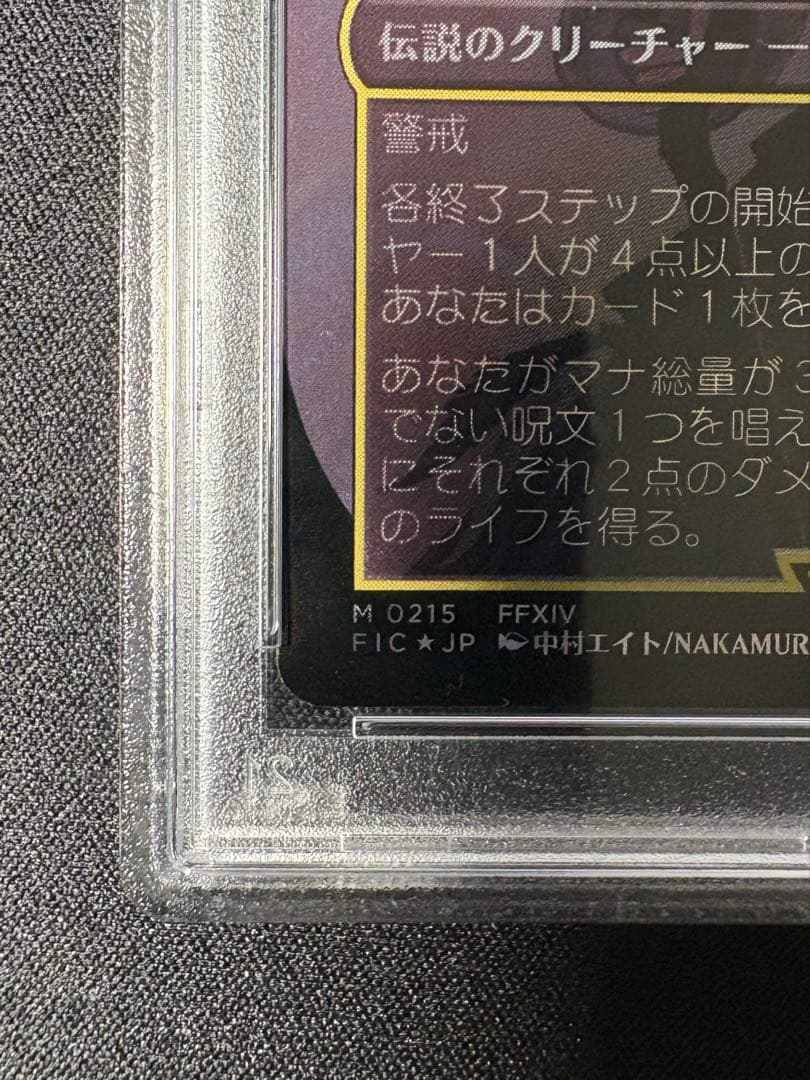 伝説のクリーチャー ―
警戒
各終了ステップの開始
ヤー１人が４点以上の
あなたはカード１枚を
あなたがマナ総量が３
でない呪文１つを唱え
にそれぞれ２点のダメ
のライフを得る。
M 0215 FFXIV
FIC★JP 中村エイト/NAKAMUR
21